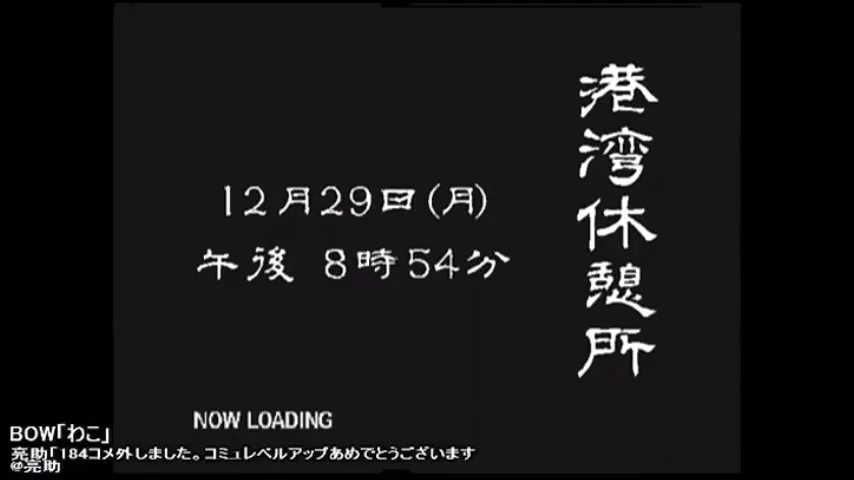 港湾休憩所
12月29日(月)
午後 8時54分
NOW LOADING
BOW「わこ」
亮助「184コメ外しました。コミュレベルアップあめでとうございます
@亮助